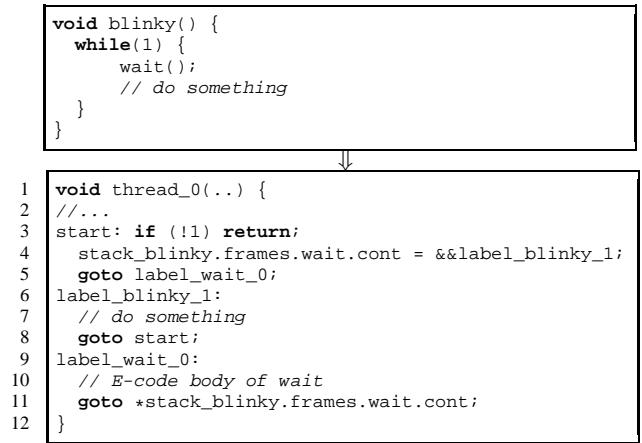 void blinky() {
while(1) {
wait();
// do something
}
}
⇓
1 void thread_0(..) {
2 //...
3 start: if (!1) return;
4 stack_blinky.frames.wait.cont = &&label_blinky_1;
5 goto label_wait_0;
6 label_blinky_1:
7 // do something
8 goto start;
9 label_wait_0:
10 // E-code body of wait
11 goto *stack_blinky.frames.wait.cont;
12 }